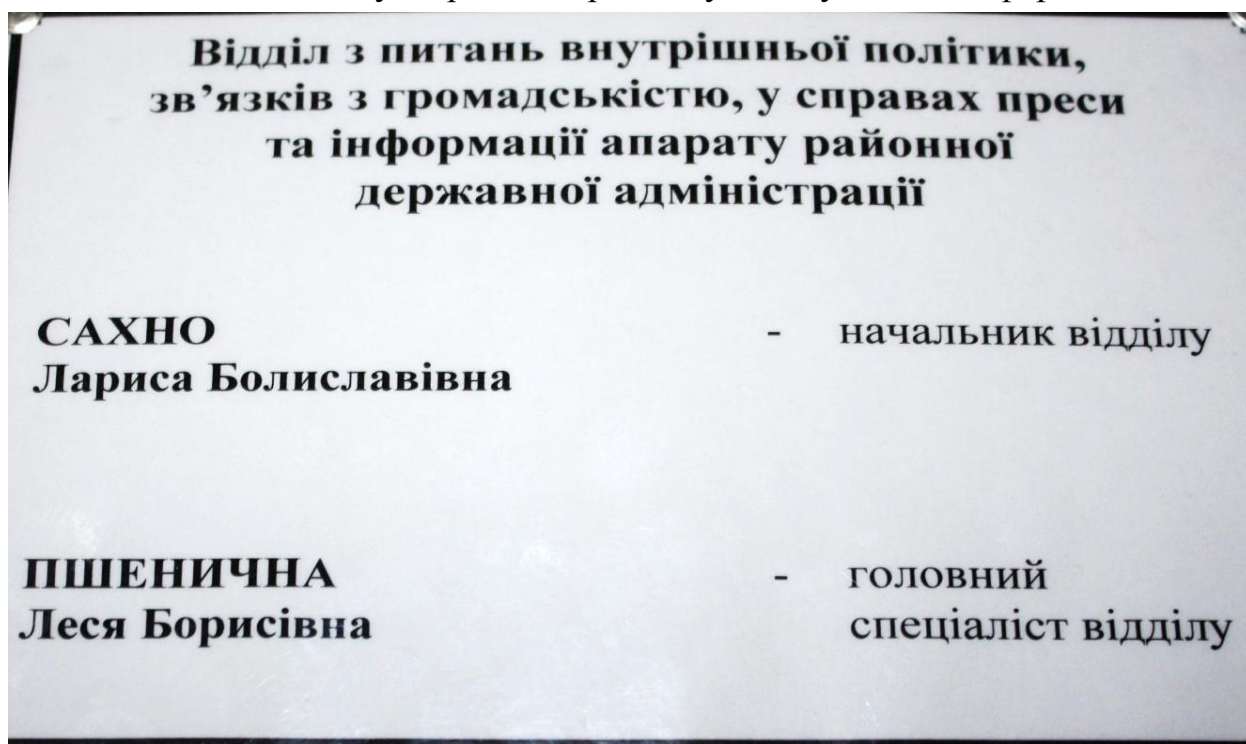 Відділ з питань внутрішньої політики,
зв’язків з громадськістю, у справах преси
та інформації апарату районної
державної адміністрації
САХНО - начальник відділу
Лариса Болиславівна
ПШЕНИЧНА - головний
Леся Борисівна спеціаліст відділу